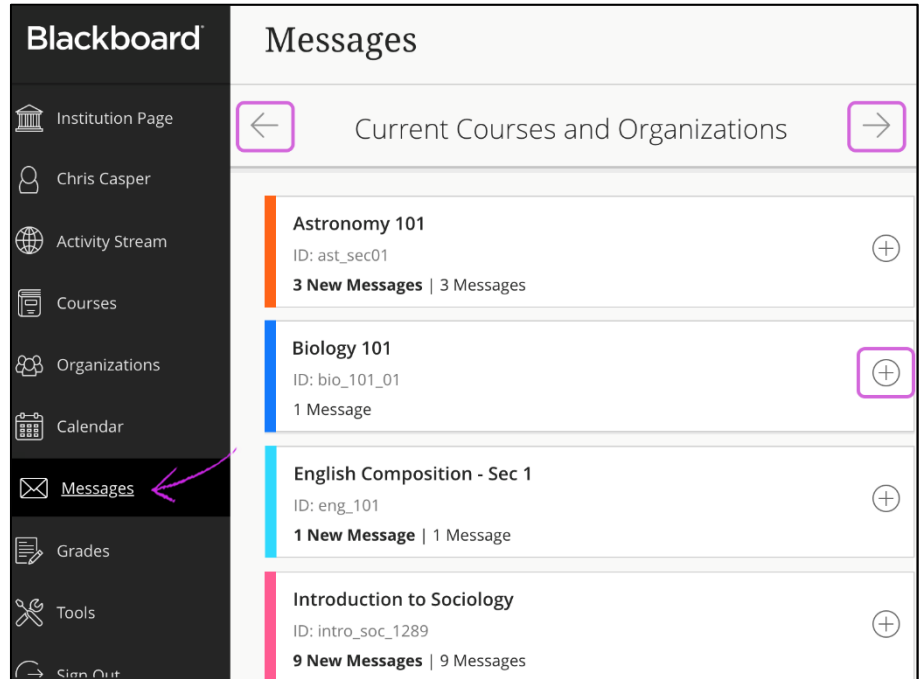 Blackboard
Institution Page
Chris Casper
Activity Stream
Courses
Organizations
Calendar
Messages
Grades
Tools
Sign Out
Messages
Current Courses and Organizations
Astronomy 101
ID: ast_sec01
3 New Messages | 3 Messages
Biology 101
ID: bio_101_01
1 Message
English Composition - Sec 1
ID: eng_101
1 New Message | 1 Message
Introduction to Sociology
ID: intro_soc_1289
9 New Messages | 9 Messages